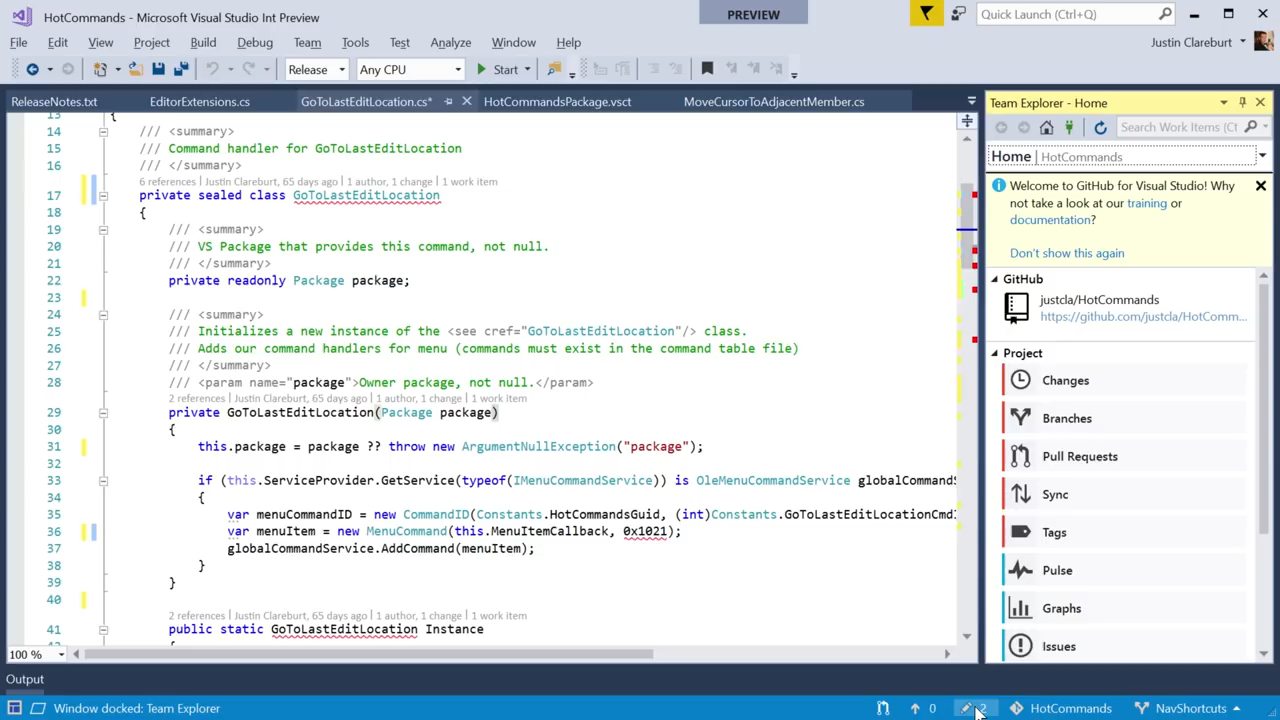 HotCommands - Microsoft Visual Studio Int Preview
PREVIEW
Quick Launch (Ctrl+Q)
File Edit View Project Build Debug Team Tools Test Analyze Window Help
Justin Clareburt
Release Any CPU Start
ReleaseNotes.txt EditorExtensions.cs GoToLastEditLocation.cs* HotCommandsPackage.vsct MoveCursorToAdjacentMember.cs
13 {
14 /// <summary>
15 /// Command handler for GoToLastEditLocation
16 /// </summary>
6 references | Justin Clareburt, 65 days ago | 1 author, 1 change | 1 work item
17 private sealed class GoToLastEditLocation
18 {
19 /// <summary>
20 /// VS Package that provides this command, not null.
21 /// </summary>
22 private readonly Package package;
23
24 /// <summary>
25 /// Initializes a new instance of the <see cref="GoToLastEditLocation"/> class.
26 /// Adds our command handlers for menu (commands must exist in the command table file)
27 /// </summary>
28 /// <param name="package">Owner package, not null.</param>
2 references | Justin Clareburt, 65 days ago | 1 author, 1 change | 1 work item
29 private GoToLastEditLocation(Package package)
30 {
31 this.package = package ?? throw new ArgumentNullException("package");
32
33 if (this.ServiceProvider.GetService(typeof(IMenuCommandService)) is OleMenuCommandService globalCommandS
34 {
35 var menuCommandID = new CommandID(Constants.HotCommandsGuid, (int)Constants.GoToLastEditLocationCmdI
36 var menuItem = new MenuCommand(this.MenuItemCallback, 0x1021);
37 globalCommandService.AddCommand(menuItem);
38 }
39 }
40
2 references | Justin Clareburt, 65 days ago | 1 author, 1 change | 1 work item
41 public static GoToLastEditLocation Instance
100 %
Team Explorer - Home
Search Work Items (Ct
Home | HotCommands
Welcome to GitHub for Visual Studio! Why
not take a look at our training or
documentation?
Don't show this again
GitHub
justcla/HotCommands
https://github.com/justcla/HotComm...
Project
Changes
Branches
Pull Requests
Sync
Tags
Pulse
Graphs
Issues
Output
Window docked: Team Explorer 0 2 HotCommands NavShortcuts